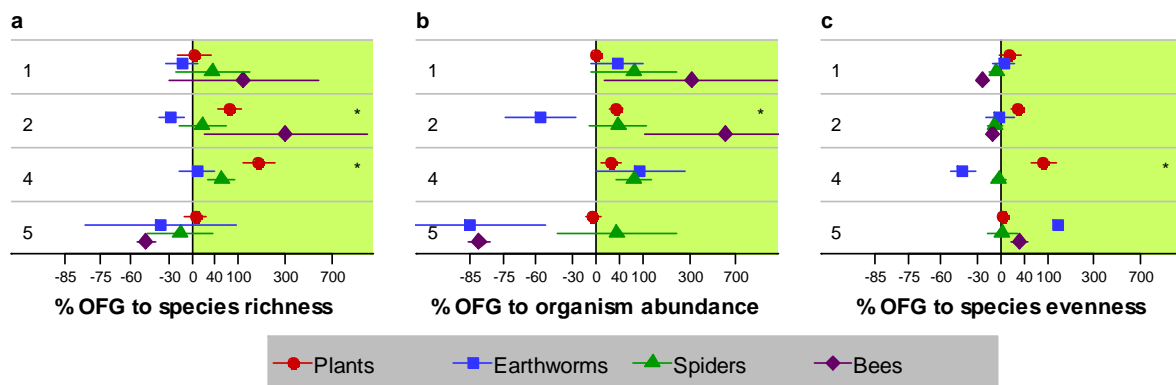 a b c
1 1 1
* *
2 2 2
* *
4 4 4
5 5 5
-85 -75 -60 -30 0 40 100 300 700 -85 -75 -60 -30 0 40 100 300 700 -85 -75 -60 -30 0 40 100 300 700
% OFG to species richness % OFG to organism abundance % OFG to species evenness
Plants Earthworms Spiders Bees